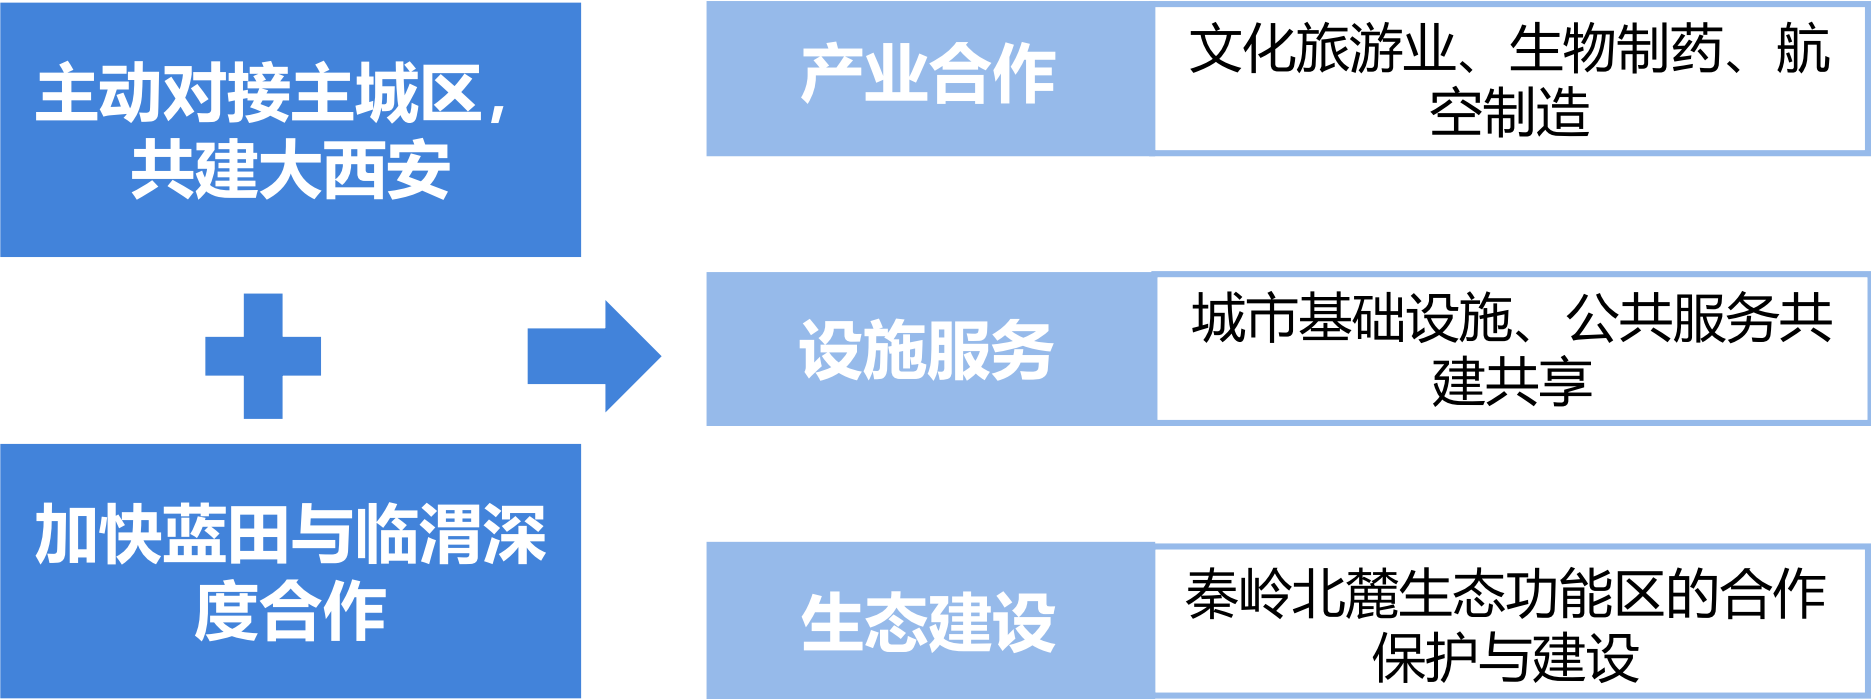 主动对接主城区，
共建大西安
加快蓝田与临渭深
度合作
产业合作
文化旅游业、生物制药、航
空制造
设施服务
城市基础设施、公共服务共
建共享
生态建设
秦岭北麓生态功能区的合作
保护与建设